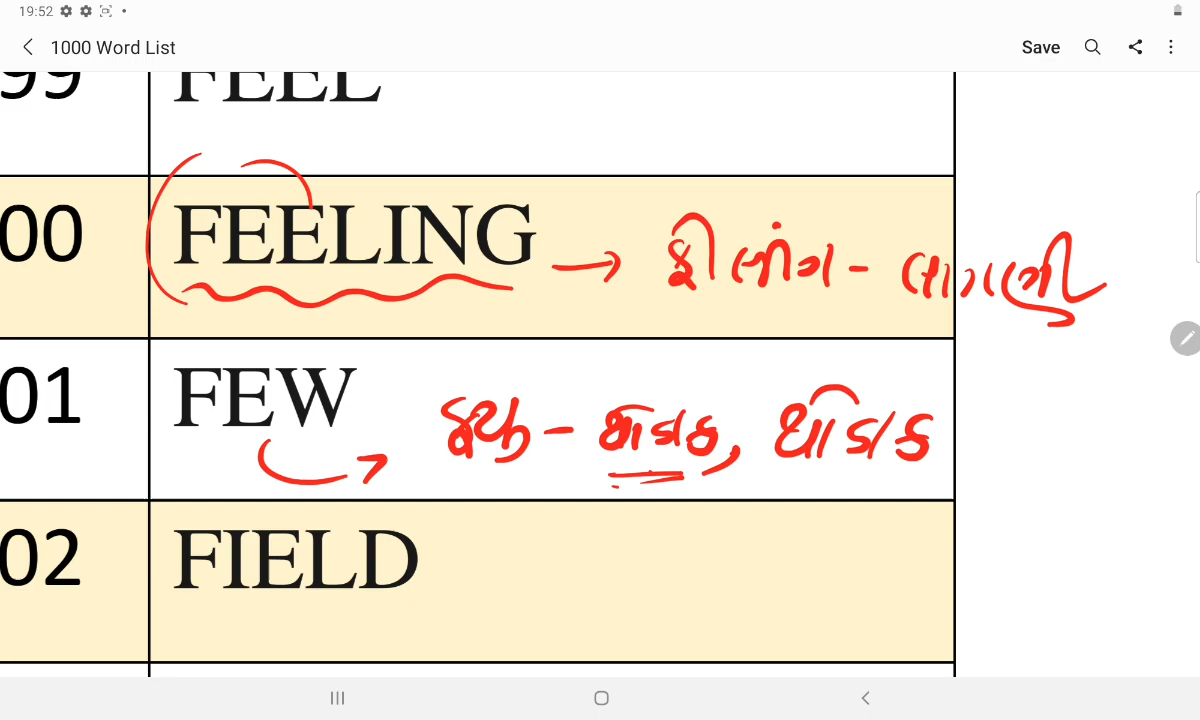 19:52
1000 Word List Save
99 FEEL
00 FEELING → ફીલીંગ - લાગણી
01 FEW → ફ્યુ - થોડાક
02 FIELD